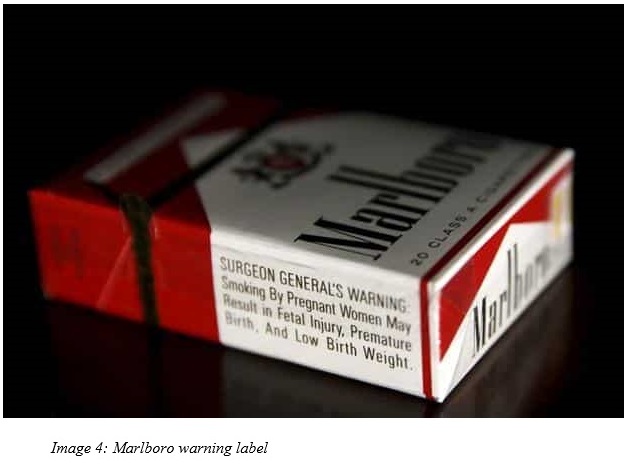 Marlboro
20 CLASS A CIGARETTES
SURGEON GENERAL'S WARNING:
Smoking By Pregnant Women May
Result in Fetal Injury, Premature
Birth, And Low Birth Weight.
Marlboro
Image 4: Marlboro warning label